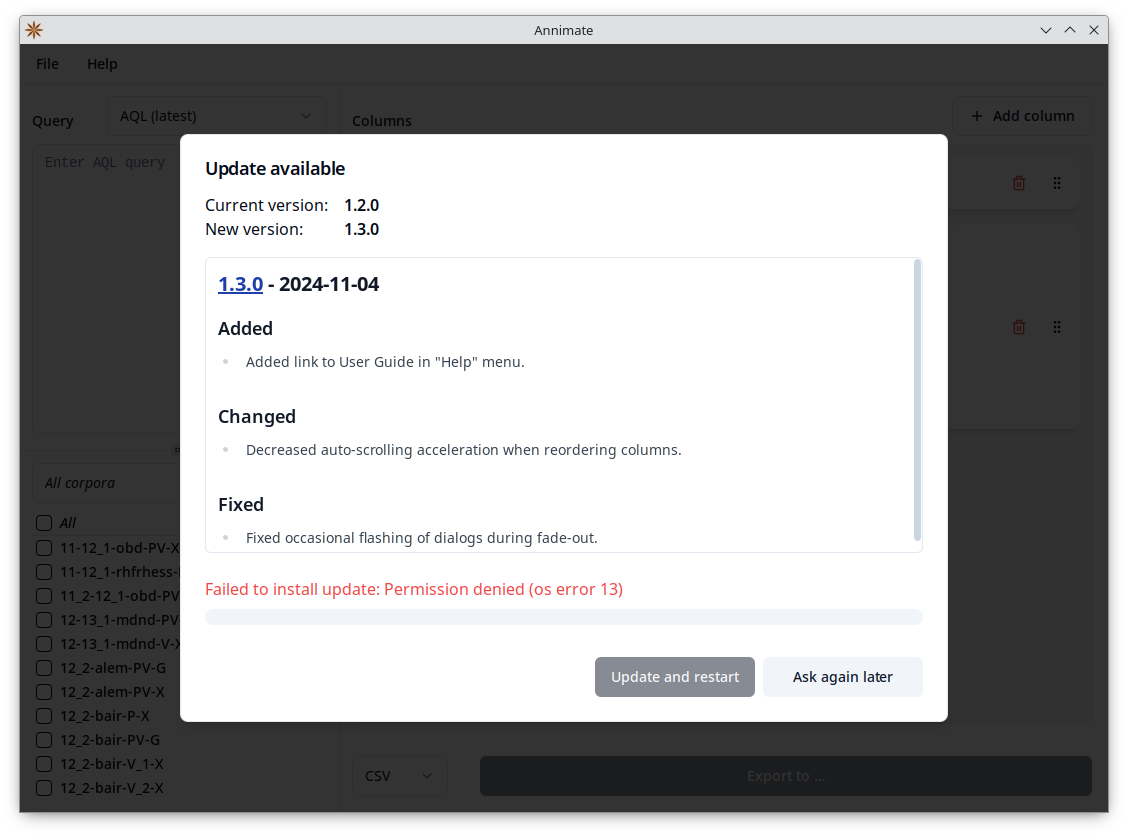 Annimate
File Help
Query AQL (latest) Columns Add column
Enter AQL query
Update available
Current version: 1.2.0
New version: 1.3.0
1.3.0 - 2024-11-04
Added
Added link to User Guide in "Help" menu.
Changed
Decreased auto-scrolling acceleration when reordering columns.
Fixed
Fixed occasional flashing of dialogs during fade-out.
Failed to install update: Permission denied (os error 13)
Update and restart Ask again later
All corpora
All
11-12_1-obd-PV-X
11-12_1-rhfrhess-
11_2-12_1-obd-PV
12-13_1-mdnd-PV
12-13_1-mdnd-V-X
12_2-alem-PV-G
12_2-alem-PV-X
12_2-bair-P-X
12_2-bair-PV-G
12_2-bair-V_1-X
12_2-bair-V_2-X
CSV Export to ...